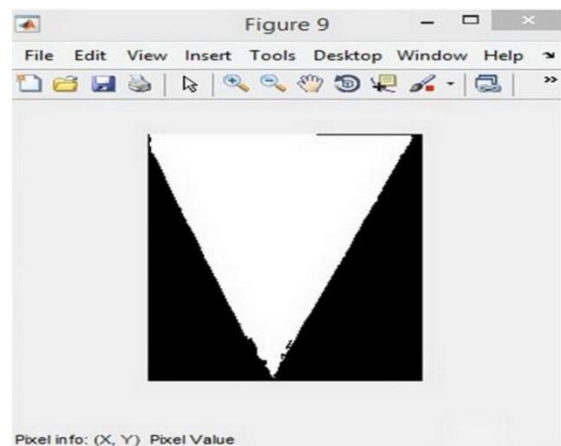 Figure 9
File Edit View Insert Tools Desktop Window Help
Pixel info: (X, Y) Pixel Value